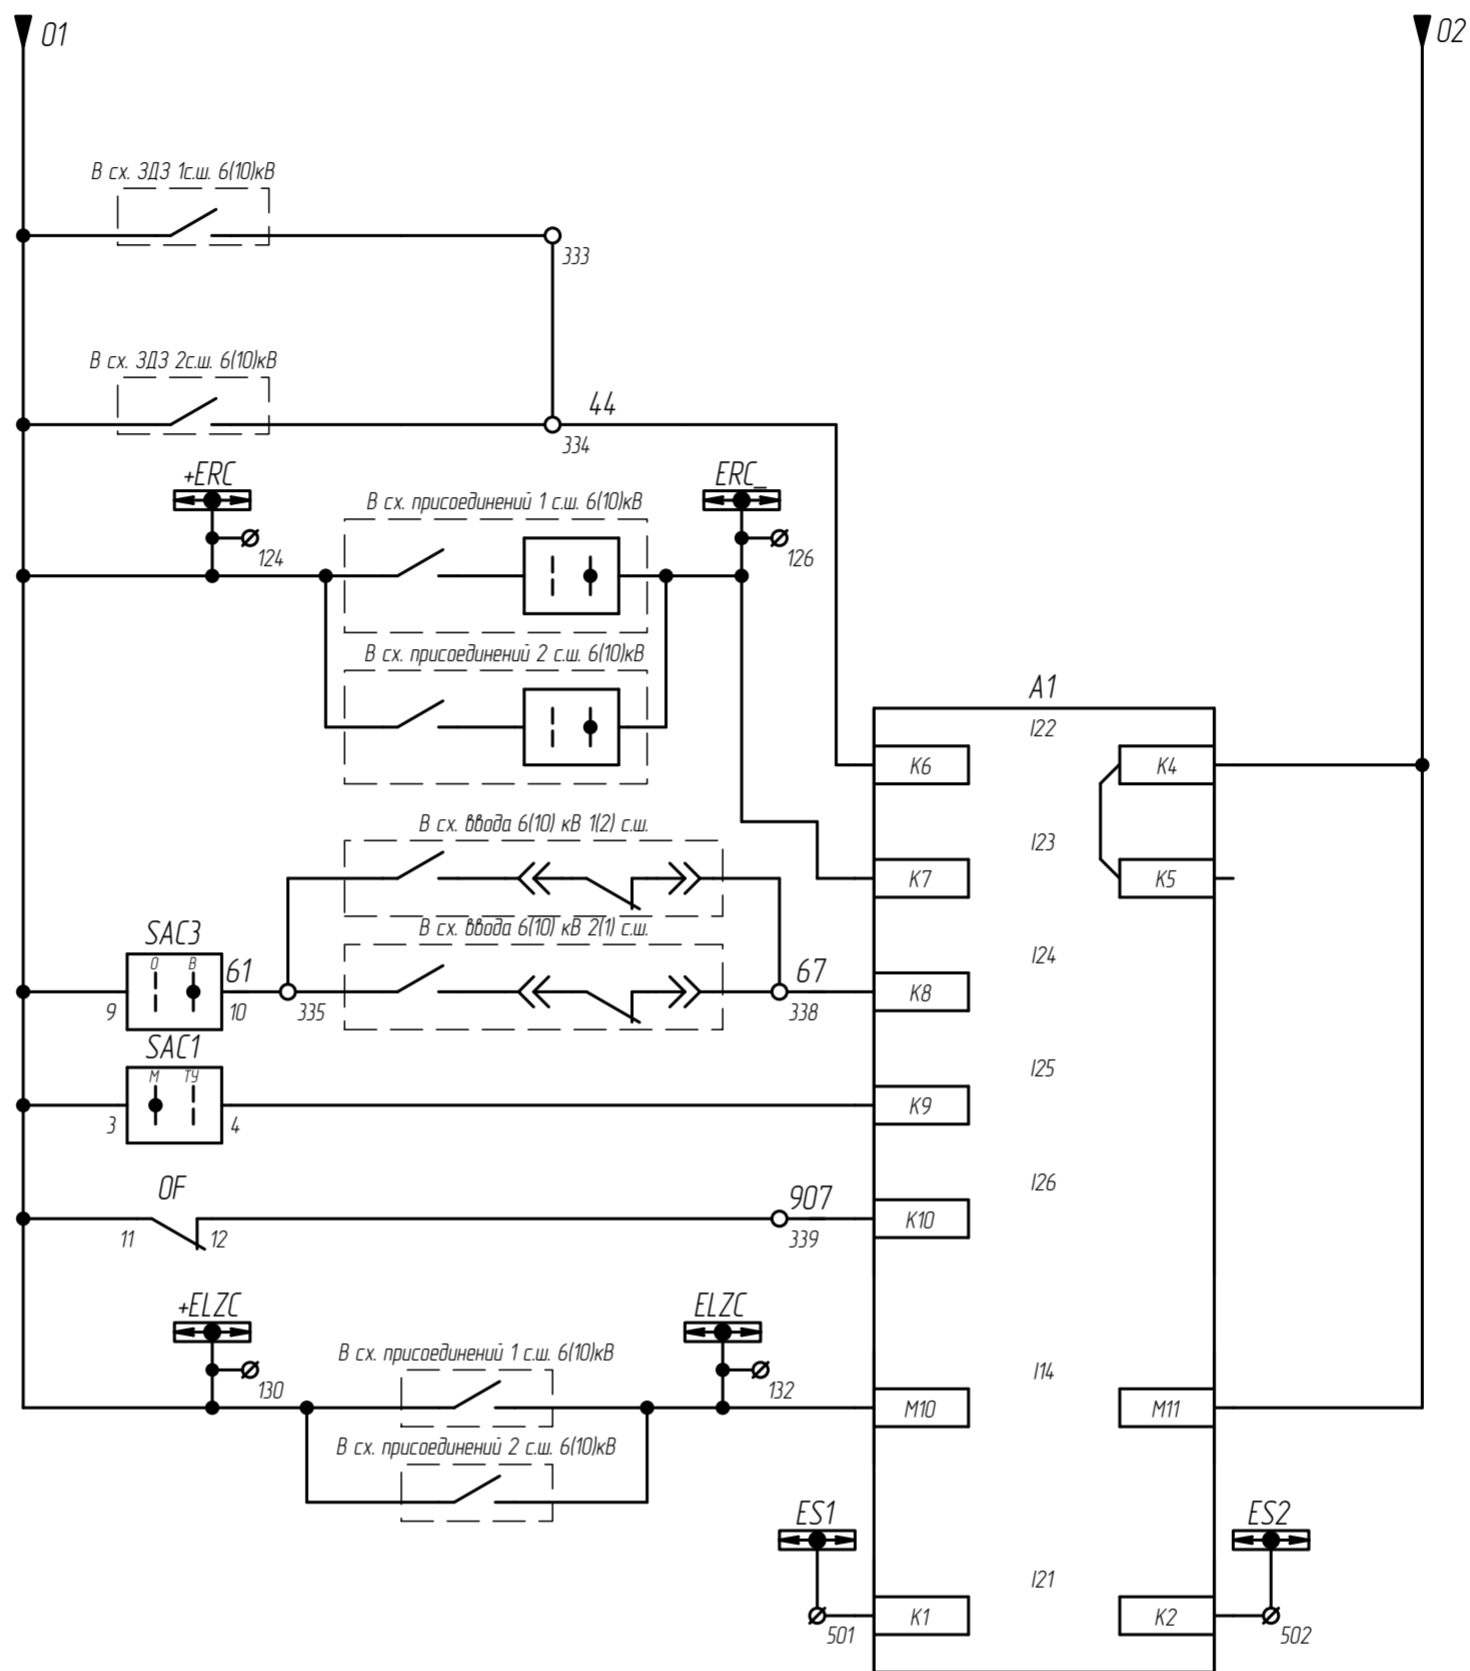 01
02
В сх. ЗДЗ 1с.ш. 6(10)кВ
333
В сх. ЗДЗ 2с.ш. 6(10)кВ
44
334
+ERC
ERC_
В сх. присоединений 1 с.ш. 6(10)кВ
124
126
В сх. присоединений 2 с.ш. 6(10)кВ
A1
I22
K6
K4
В сх. ввода 6(10) кВ 1(2) с.ш.
I23
K7
K5
В сх. ввода 6(10) кВ 2(1) с.ш.
SAC3
О В
61
67
I24
9
10
335
338
K8
SAC1
М ТУ
I25
3
4
K9
OF
907
I26
11
12
339
K10
+ELZC
ELZC
В сх. присоединений 1 с.ш. 6(10)кВ
130
132
I14
M10
M11
В сх. присоединений 2 с.ш. 6(10)кВ
ES1
ES2
I21
K1
K2
501
502